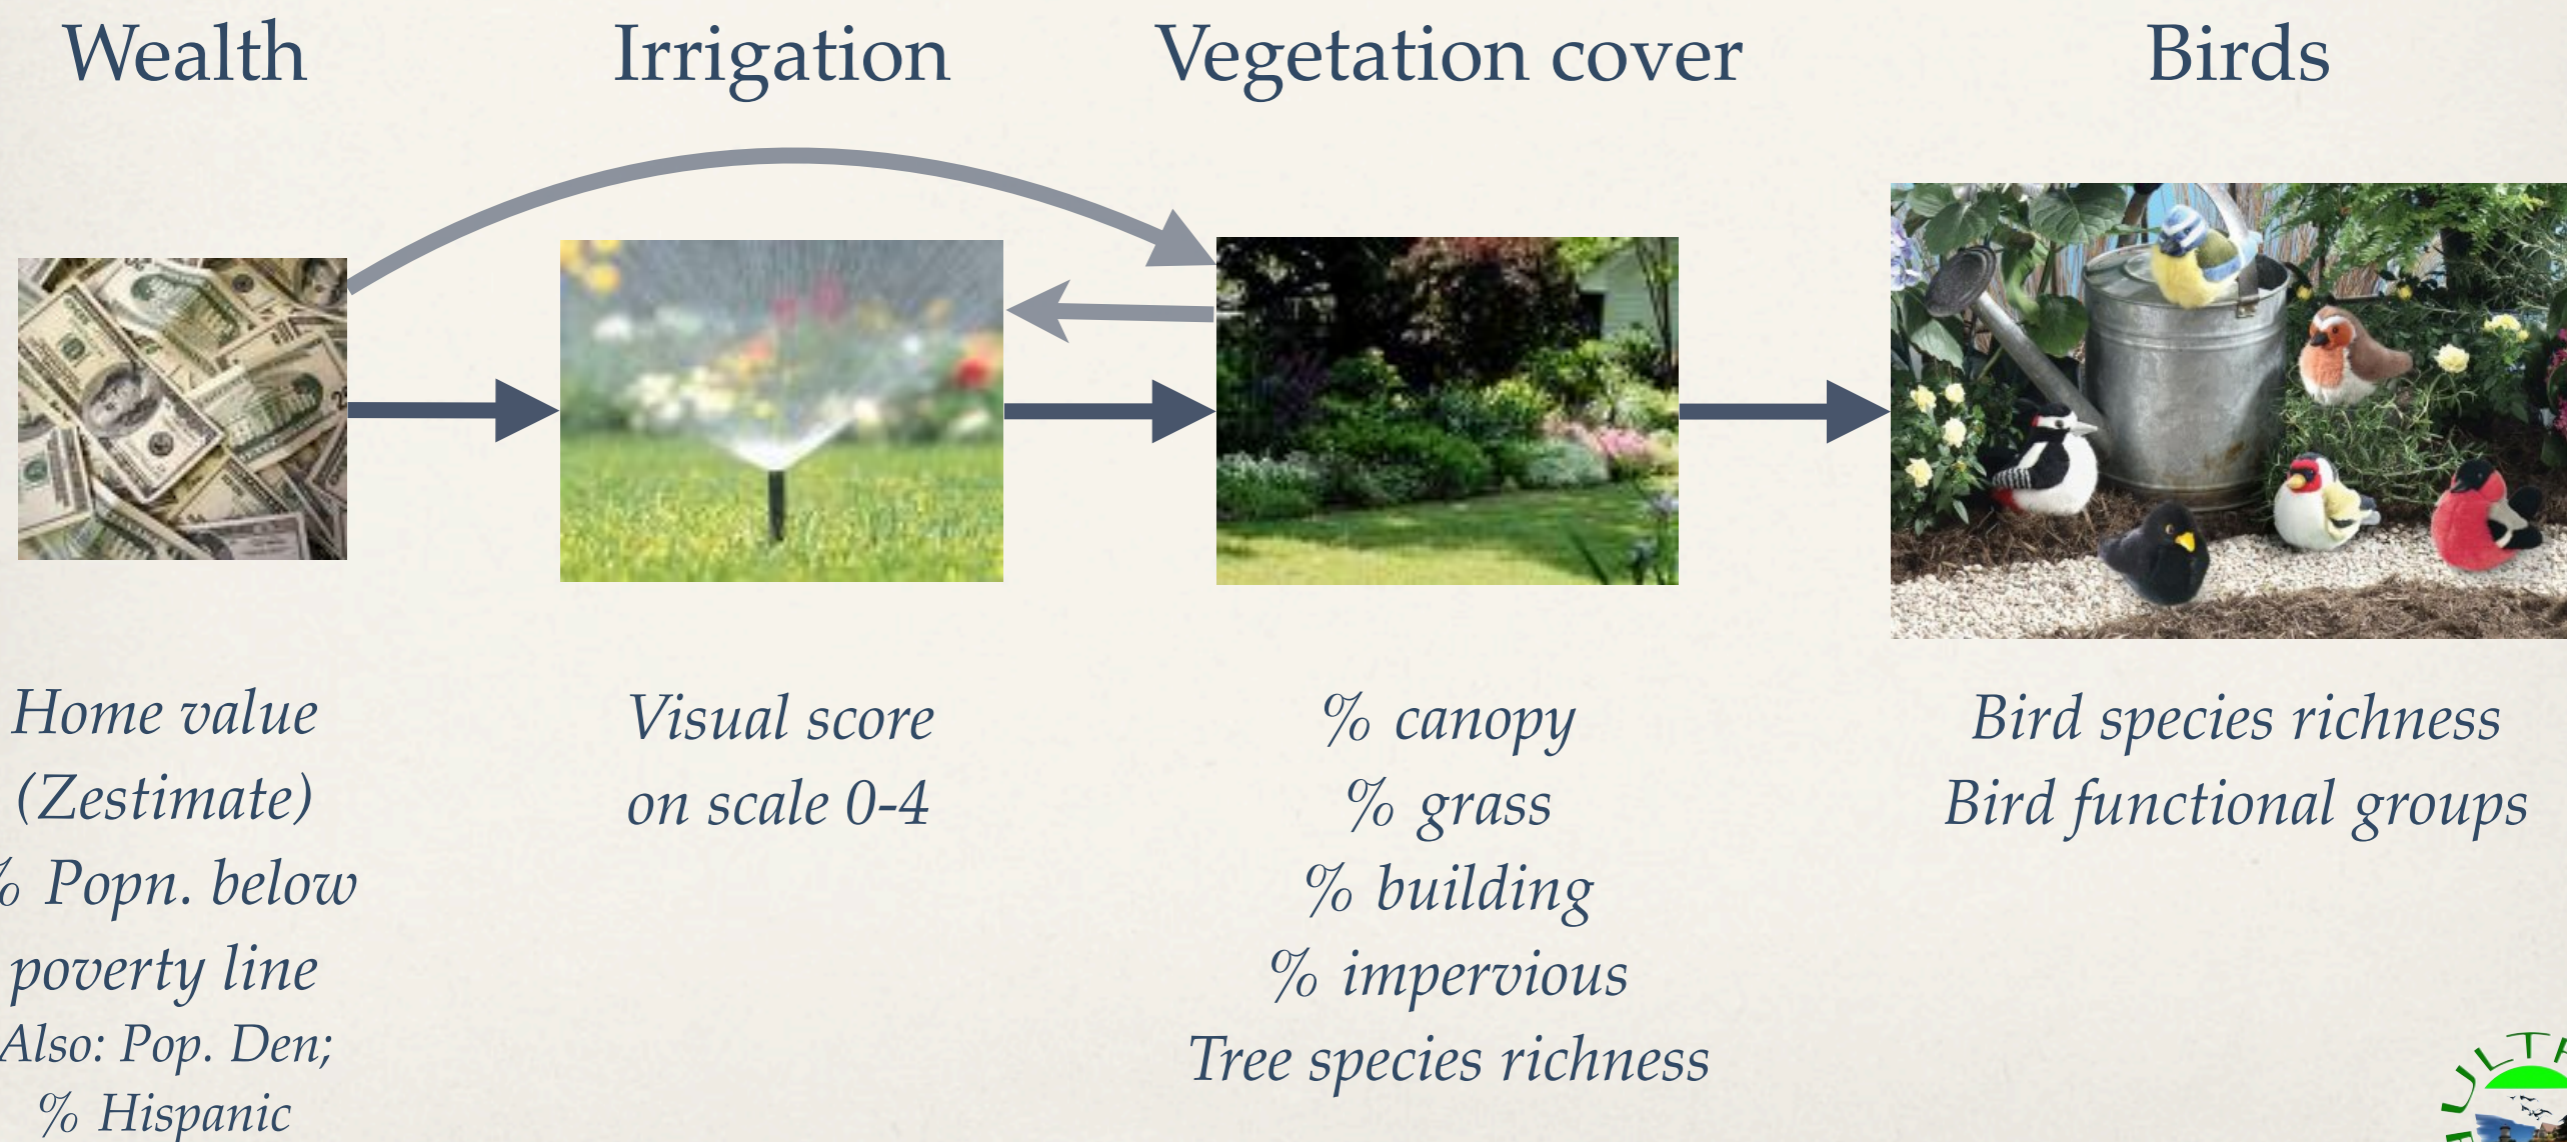 Wealth
Irrigation
Vegetation cover
Birds
Home value
(Zestimate)
% Popn. below
poverty line
Also: Pop. Den;
% Hispanic
Visual score
on scale 0-4
% canopy
% grass
% building
% impervious
Tree species richness
Bird species richness
Bird functional groups
ULT